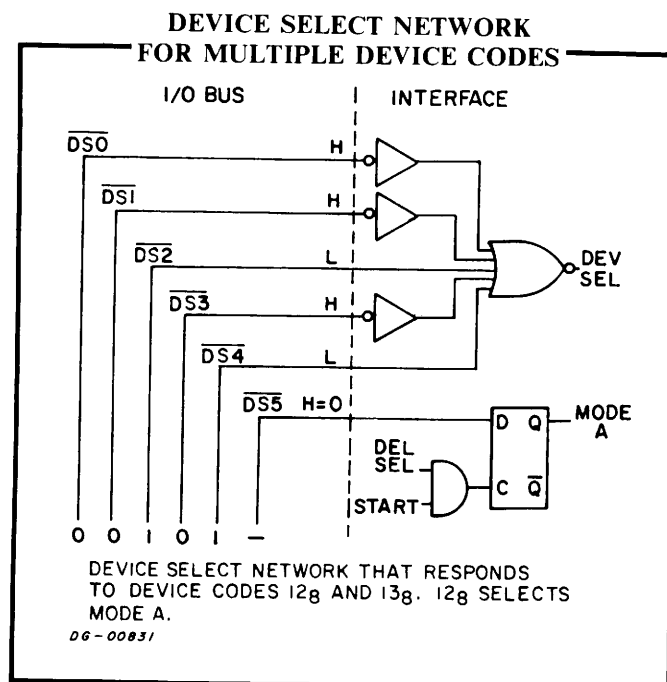 DEVICE SELECT NETWORK
FOR MULTIPLE DEVICE CODES
I/O BUS
INTERFACE
DS0
H
DS1
H
DS2
L
DEV
SEL
DS3
H
DS4
L
DS5
H=0
D Q
MODE
A
DEL
SEL
START
C Q
0 0 1 0 1 —
DEVICE SELECT NETWORK THAT RESPONDS
TO DEVICE CODES 12₈ AND 13₈. 12₈ SELECTS
MODE A.
DG-00831